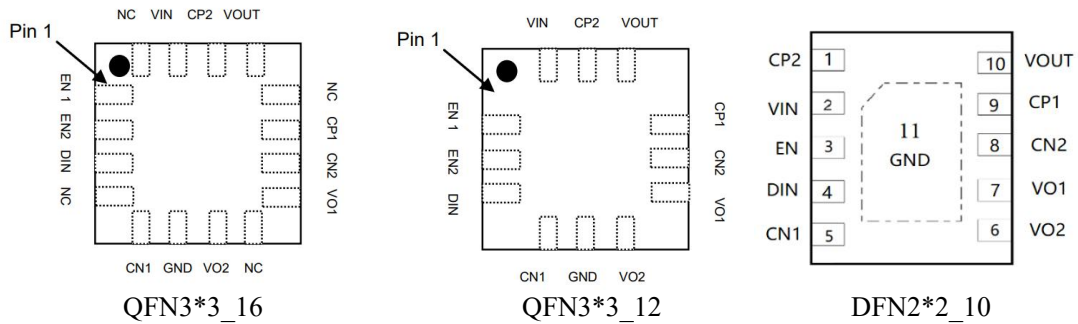 Pin 1
NC VIN CP2 VOUT
EN 1
EN2
DIN
NC
NC
CP1
CN2
VO1
CN1 GND VO2 NC
QFN3*3_16
Pin 1
VIN CP2 VOUT
EN 1
EN2
DIN
CP1
CN2
VO1
CN1 GND VO2
QFN3*3_12
CP2 1 10 VOUT
VIN 2 9 CP1
EN 3 8 CN2
DIN 4 7 VO1
CN1 5 6 VO2
11
GND
DFN2*2_10